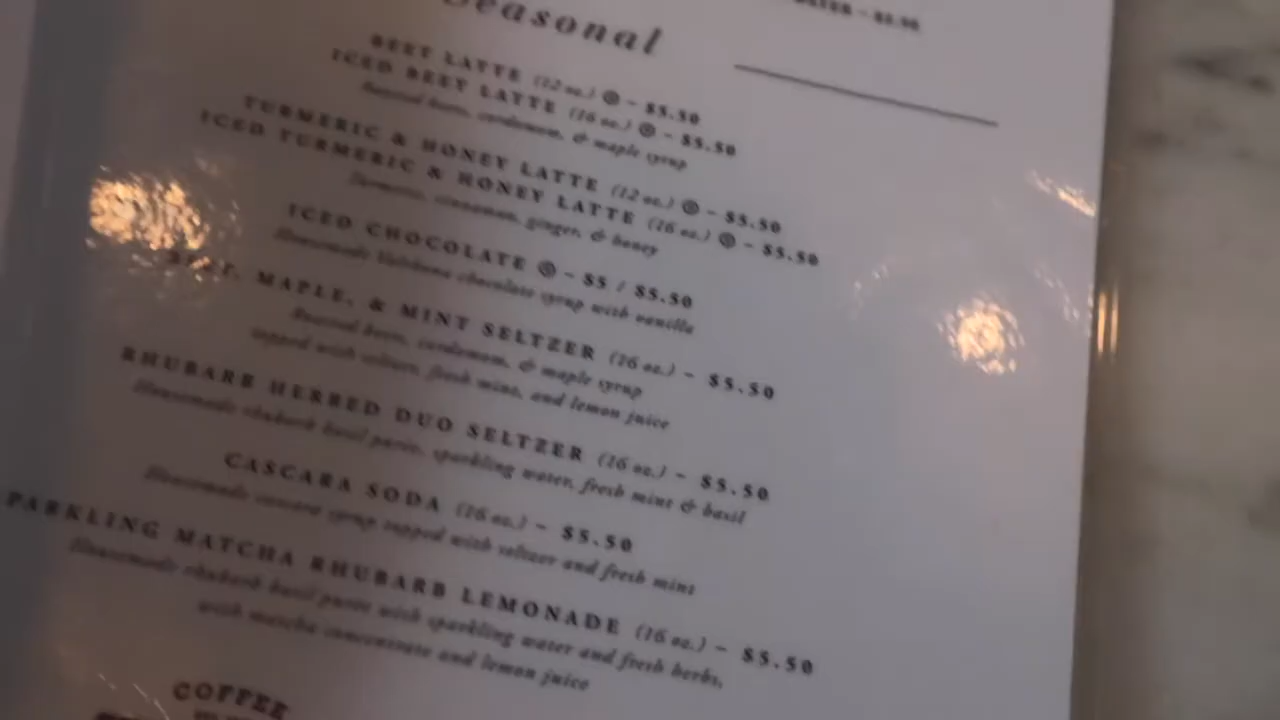 Seasonal
BEET LATTE (12 oz.) - $5.50
ICED BEET LATTE (16 oz.) - $5.50
Roasted beets, cardamom, & maple syrup
TURMERIC & HONEY LATTE (12 oz.) - $5.50
ICED TURMERIC & HONEY LATTE (16 oz.) - $5.50
Turmeric, cinnamon, ginger, & honey
ICED CHOCOLATE - $5 / $5.50
Housemade Valrhona chocolate syrup with vanilla
BEET, MAPLE, & MINT SELTZER (16 oz.) - $5.50
Roasted beets, cardamom, & maple syrup
topped with seltzer, fresh mint, and lemon juice
RHUBARB HERBED DUO SELTZER (16 oz.) - $5.50
Housemade rhubarb basil purée, sparkling water, fresh mint & basil
CASCARA SODA (16 oz.) - $5.50
Housemade cascara syrup topped with seltzer and fresh mint
PARKLING MATCHA RHUBARB LEMONADE (16 oz.) - $5.50
Housemade rhubarb basil purée with sparkling water and fresh herbs,
with matcha concentrate and lemon juice
COFFEE